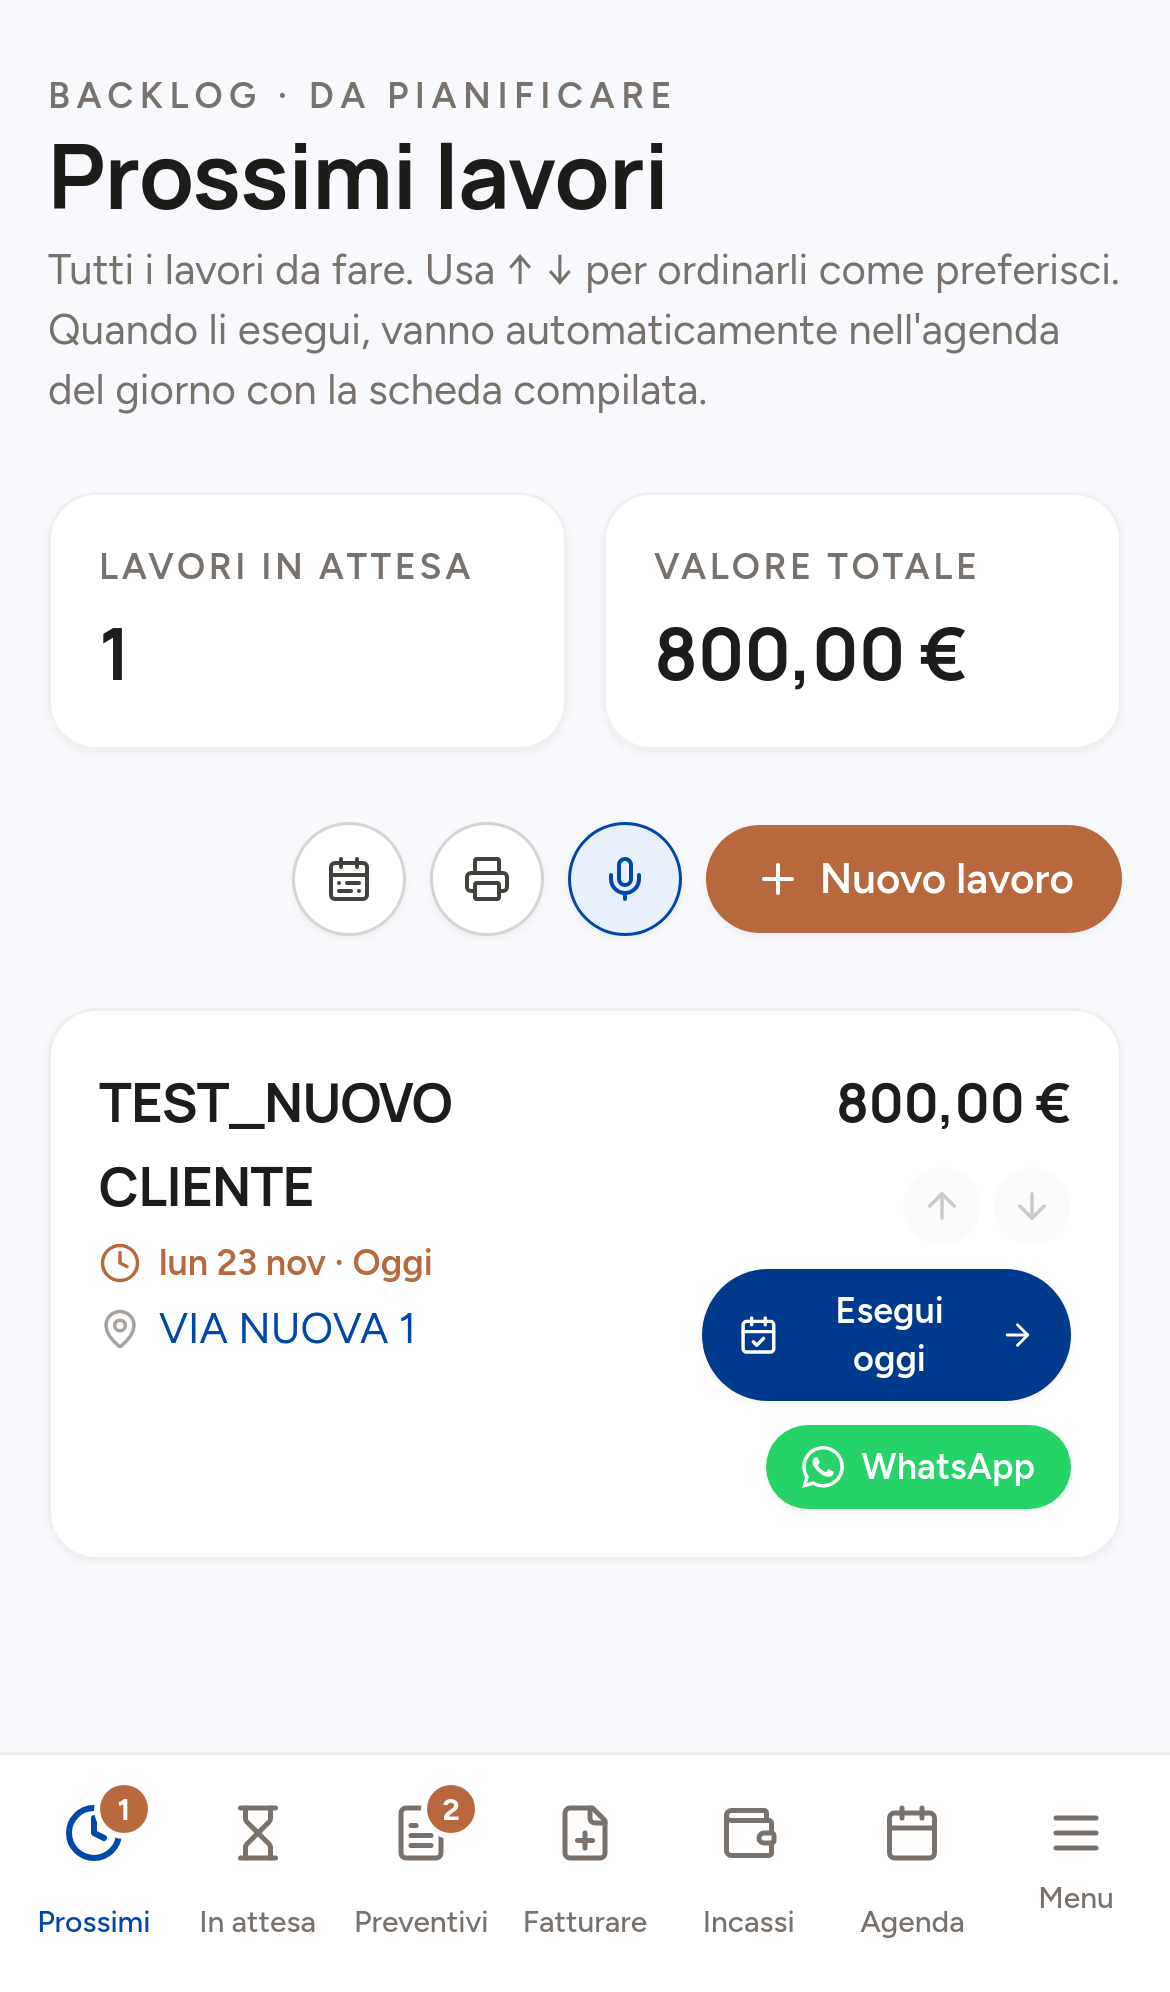 BACKLOG · DA PIANIFICARE
Prossimi lavori
Tutti i lavori da fare. Usa ↑ ↓ per ordinarli come preferisci.
Quando li esegui, vanno automaticamente nell'agenda
del giorno con la scheda compilata.
LAVORI IN ATTESA
1
VALORE TOTALE
800,00 €
Nuovo lavoro
TEST_NUOVO
CLIENTE
800,00 €
lun 23 nov · Oggi
VIA NUOVA 1
Esegui
oggi
WhatsApp
1
Prossimi
In attesa
2
Preventivi
Fatturare
Incassi
Agenda
Menu